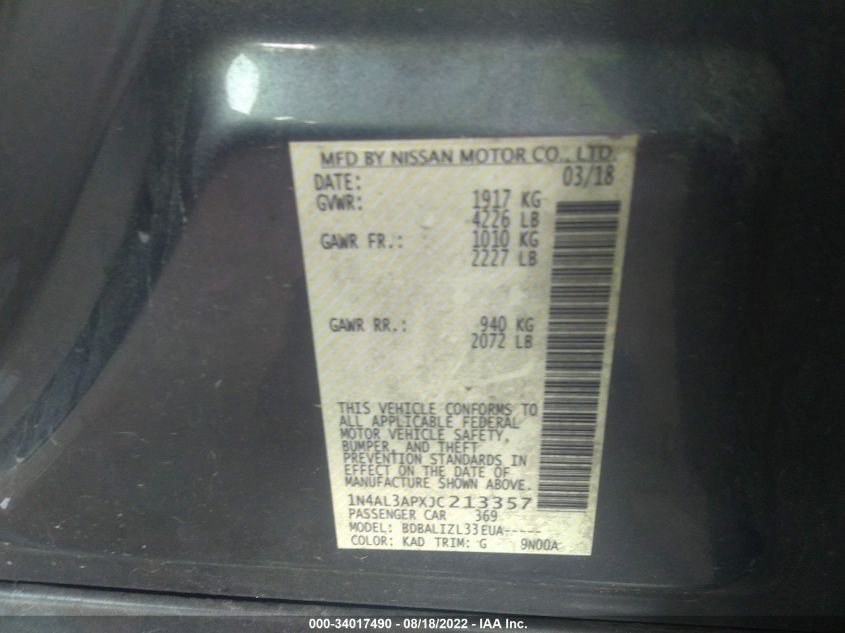 MFD BY NISSAN MOTOR CO., LTD.
DATE: 03/18
GVWR: 1917 KG
4226 LB
GAWR FR.: 1010 KG
2227 LB
GAWR RR.: 940 KG
2072 LB
THIS VEHICLE CONFORMS TO
ALL APPLICABLE FEDERAL
MOTOR VEHICLE SAFETY,
BUMPER, AND THEFT
PREVENTION STANDARDS IN
EFFECT ON THE DATE OF
MANUFACTURE SHOWN ABOVE.
1N4AL3APXJC213357
PASSENGER CAR 369
MODEL: BDBALIZL33EUA-----
COLOR: KAD TRIM: G 9N00A
000-34017490 - 08/18/2022 - IAA Inc.